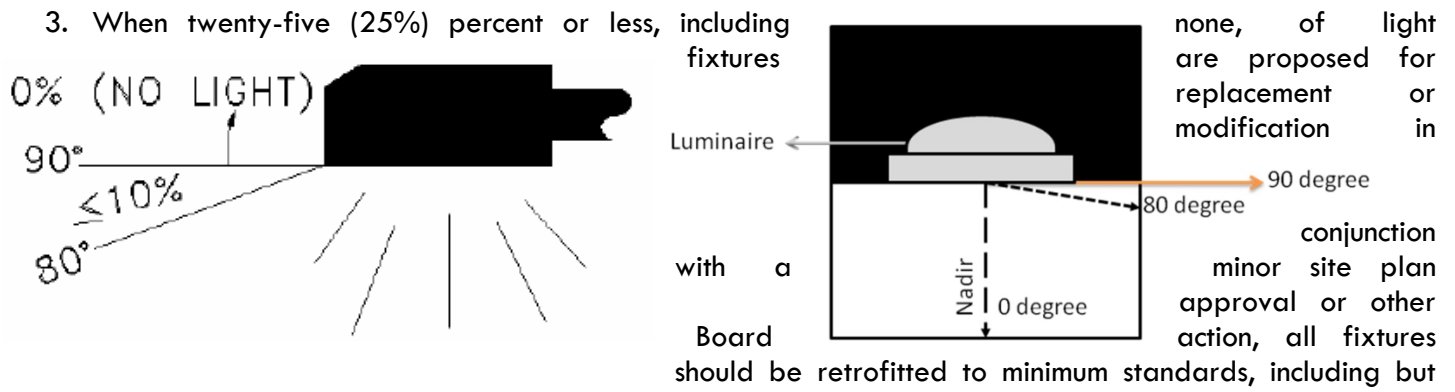 3. When twenty-five (25%) percent or less, including none, of light
fixtures are proposed for
replacement or
modification in
conjunction
with a minor site plan
approval or other
Board action, all fixtures
should be retrofitted to minimum standards, including but
0% (NO LIGHT)
90°
≤10%
80°
Luminaire
90 degree
80 degree
Nadir
0 degree